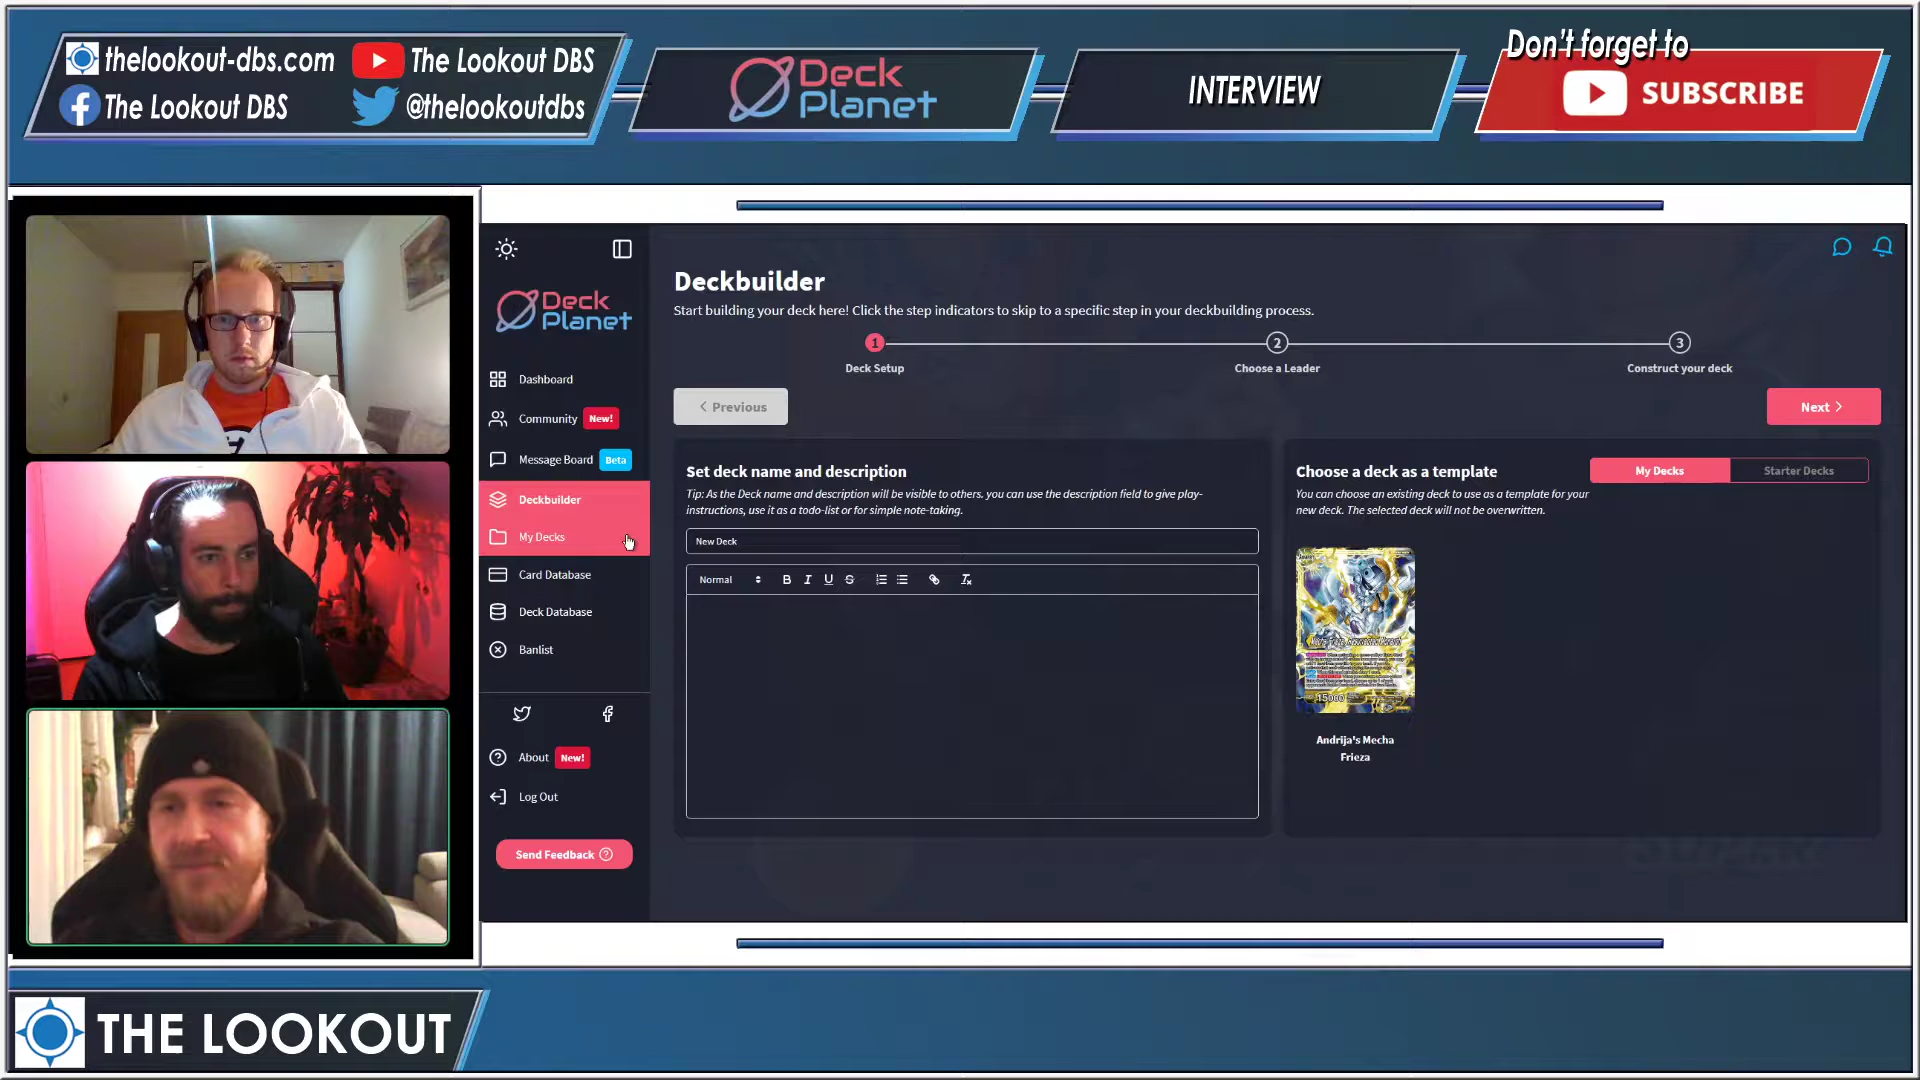 thelookout-dbs.com
The Lookout DBS
The Lookout DBS
@thelookoutdbs
Deck
Planet
INTERVIEW
Don't forget to
SUBSCRIBE
Deck
Planet
Dashboard
Community New!
Message Board Beta
Deckbuilder
My Decks
Card Database
Deck Database
Banlist
About New!
Log Out
Send Feedback
Deckbuilder
Start building your deck here! Click the step indicators to skip to a specific step in your deckbuilding process.
1
Deck Setup
2
Choose a Leader
3
Construct your deck
Previous
Next
Set deck name and description
Tip: As the Deck name and description will be visible to others, you can use the description field to give play-
instructions, use it as a todo-list or for simple note-taking.
New Deck
Normal B I U S
Choose a deck as a template
My Decks
Starter Decks
You can choose an existing deck to use as a template for your
new deck. The selected deck will not be overwritten.
15000
Andrija's Mecha
Frieza
THE LOOKOUT